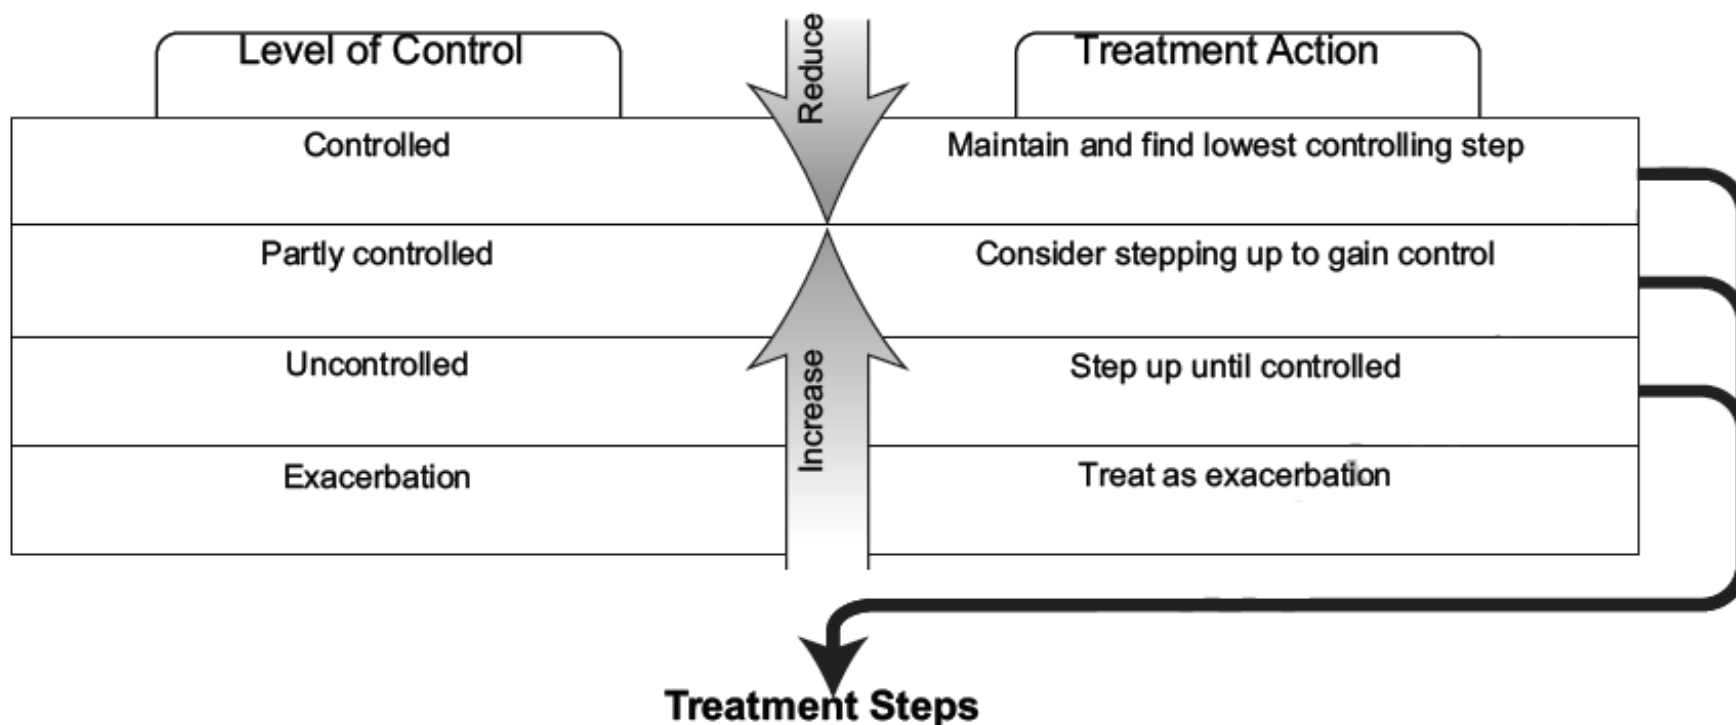 Level of Control
Reduce
Treatment Action
Controlled
Maintain and find lowest controlling step
Partly controlled
Consider stepping up to gain control
Uncontrolled
Step up until controlled
Increase
Exacerbation
Treat as exacerbation
Treatment Steps